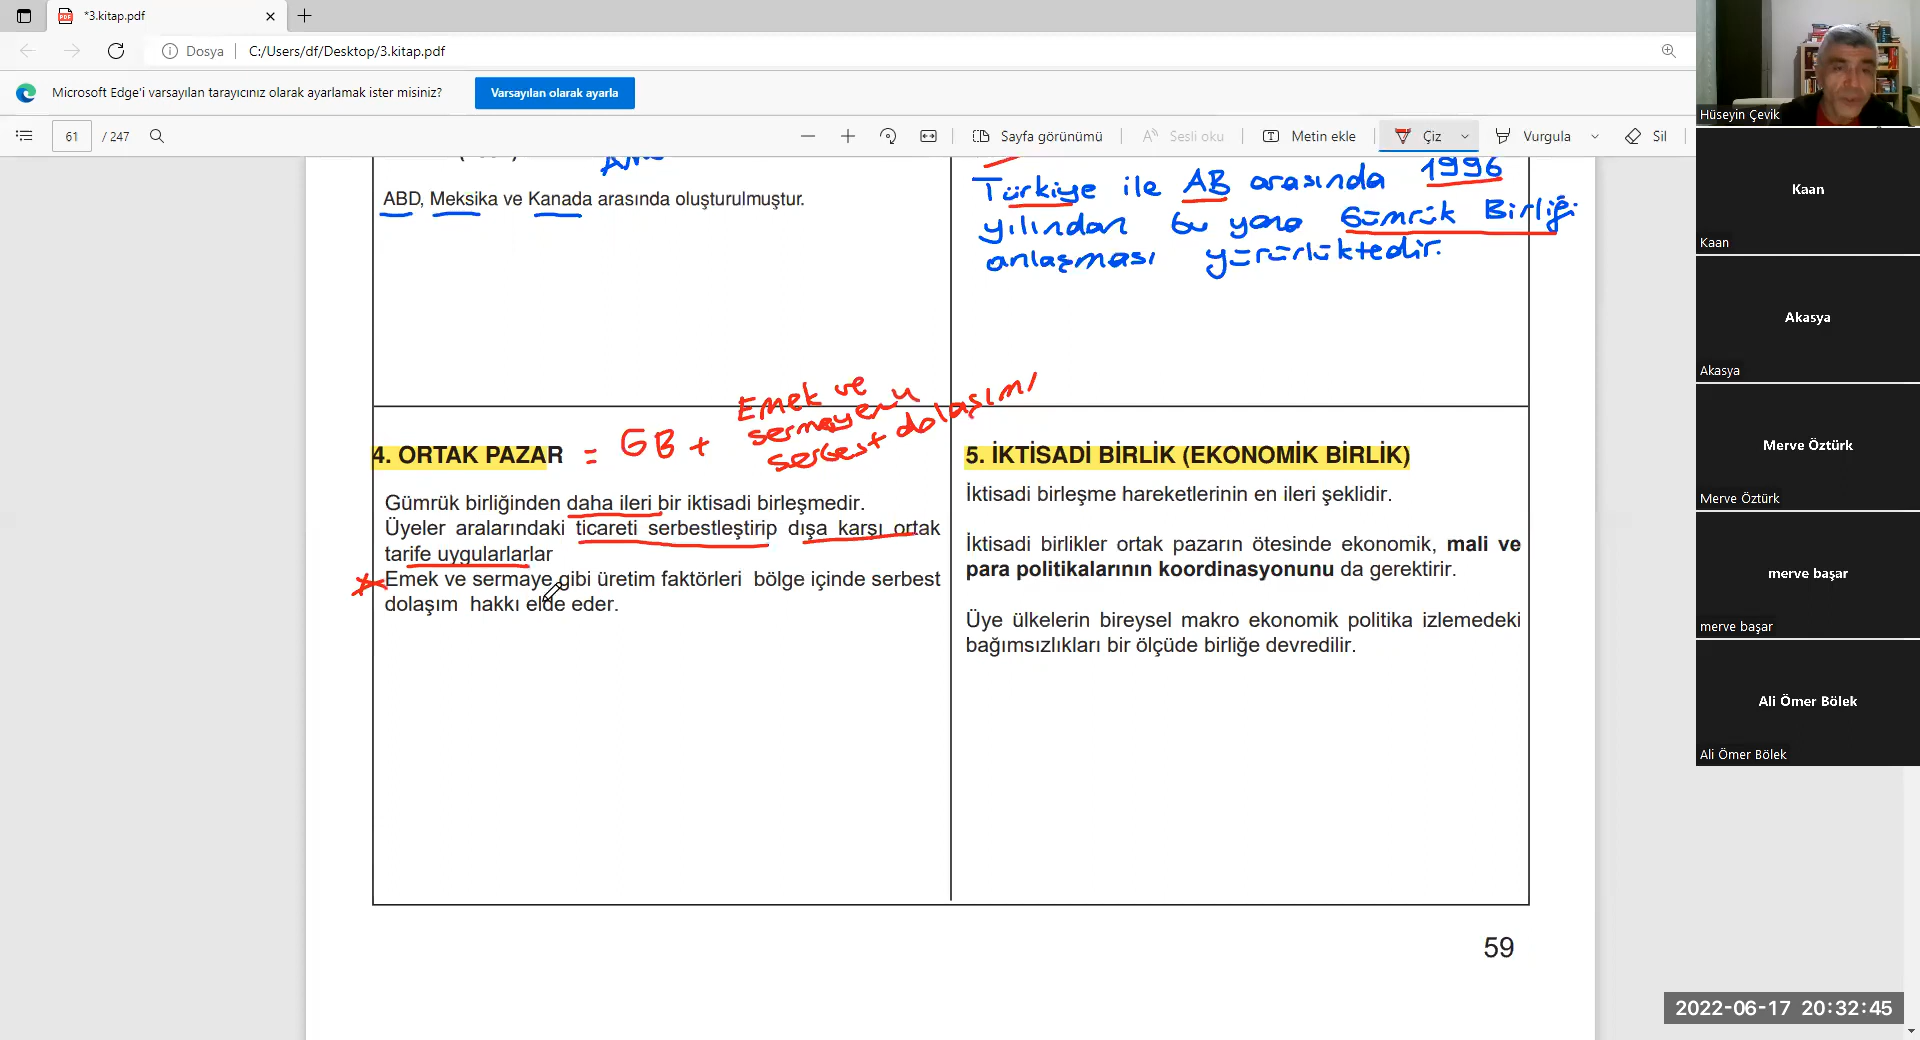 *3.kitap.pdf
Dosya C:/Users/df/Desktop/3.kitap.pdf
Microsoft Edge'i varsayılan tarayıcınız olarak ayarlamak ister misiniz? Varsayılan olarak ayarla
61 / 247 Sayfa görünümü Sesli oku Metin ekle Çiz Vurgula Sil
ABD, Meksika ve Kanada arasında oluşturulmuştur.
Türkiye ile AB arasında 1996
yılından bu yana Gümrük Birliği
anlaşması yürürlüktedir.
4. ORTAK PAZAR = GB + Emek ve
sermayenin
serbest dolaşımı
Gümrük birliğinden daha ileri bir iktisadi birleşmedir.
Üyeler aralarındaki ticareti serbestleştirip dışa karşı ortak
tarife uygularlarlar
Emek ve sermaye gibi üretim faktörleri bölge içinde serbest
dolaşım hakkı elde eder.
5. İKTİSADİ BİRLİK (EKONOMİK BİRLİK)
İktisadi birleşme hareketlerinin en ileri şeklidir.
İktisadi birlikler ortak pazarın ötesinde ekonomik, mali ve
para politikalarının koordinasyonunu da gerektirir.
Üye ülkelerin bireysel makro ekonomik politika izlemedeki
bağımsızlıkları bir ölçüde birliğe devredilir.
59
Hüseyin Çevik
Kaan
Kaan
Akasya
Akasya
Merve Öztürk
Merve Öztürk
merve başar
merve başar
Ali Ömer Bölek
Ali Ömer Bölek
2022-06-17 20:32:45